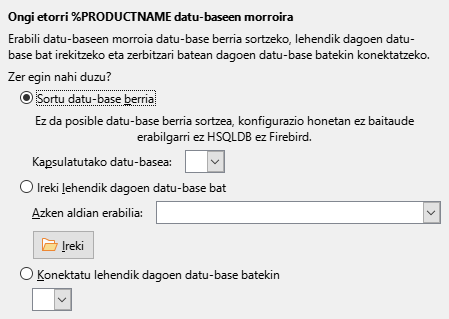 Ongi etorri %PRODUCTNAME datu-baseen morroira
Erabili datu-baseen morroia datu-base berria sortzeko, lehendik dagoen datu-
base bat irekitzeko eta zerbitzari batean dagoen datu-base batekin konektatzeko.
Zer egin nahi duzu?
Sortu datu-base berria
Ez da posible datu-base berria sortzea, konfigurazio honetan ez baitaude
erabilgarri ez HSQLDB ez Firebird.
Kapsulatutako datu-basea:
Ireki lehendik dagoen datu-base bat
Azken aldian erabilia:
Ireki
Konektatu lehendik dagoen datu-base batekin